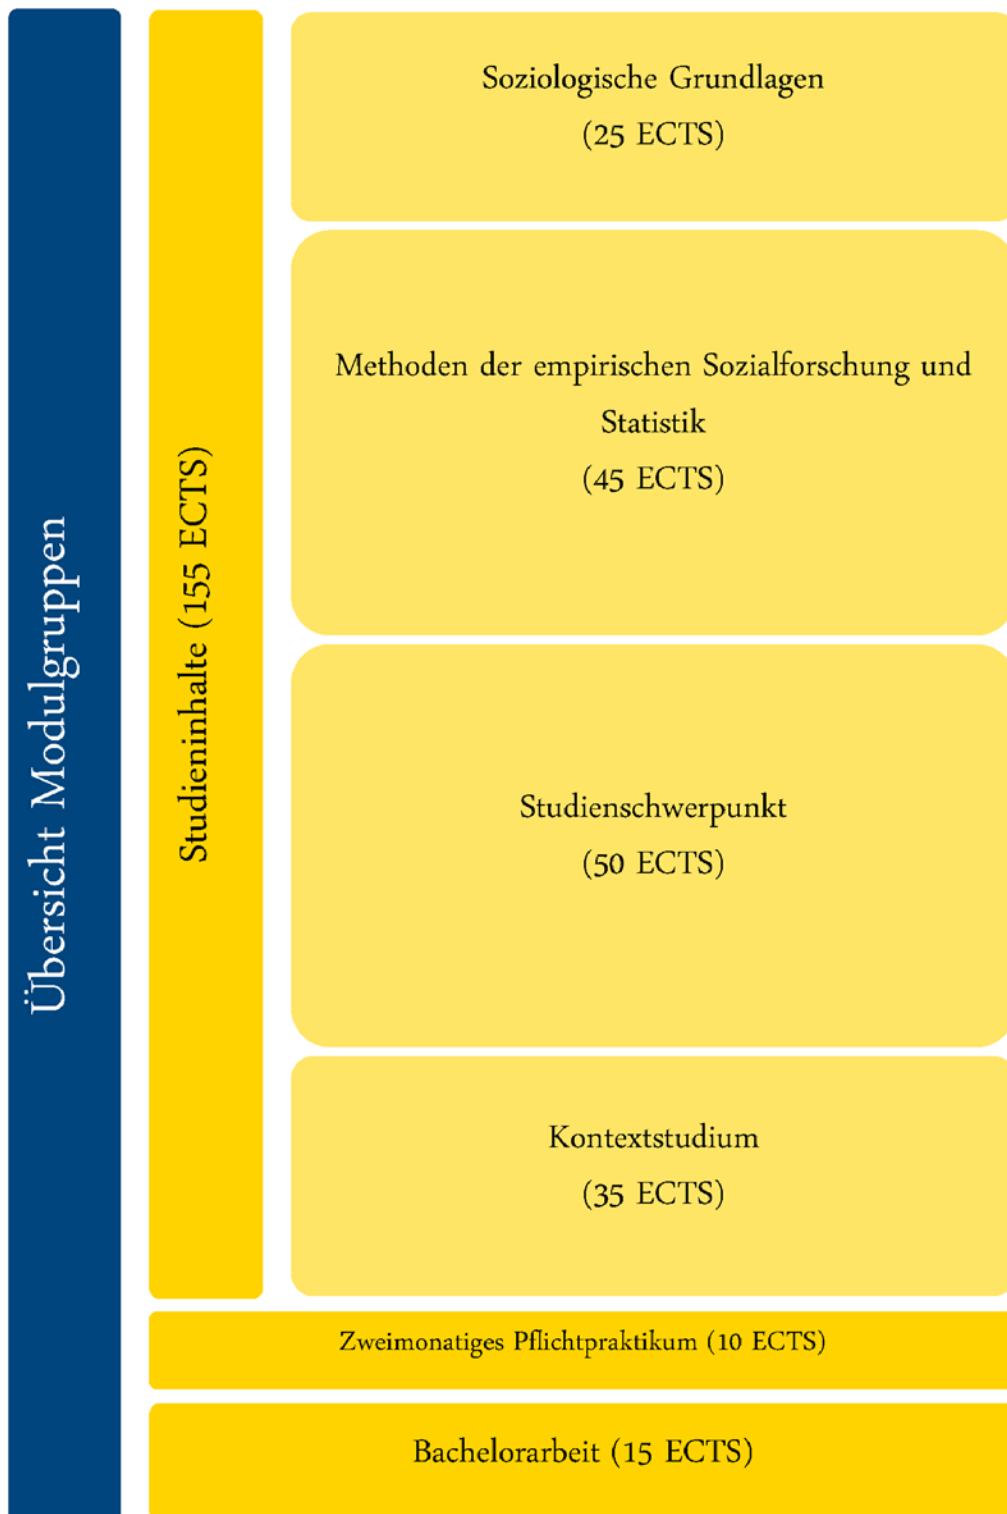 Übersicht Modulgruppen
Studieninhalte (155 ECTS)
Soziologische Grundlagen
(25 ECTS)
Methoden der empirischen Sozialforschung und
Statistik
(45 ECTS)
Studienschwerpunkt
(50 ECTS)
Kontextstudium
(35 ECTS)
Zweimonatiges Pflichtpraktikum (10 ECTS)
Bachelorarbeit (15 ECTS)